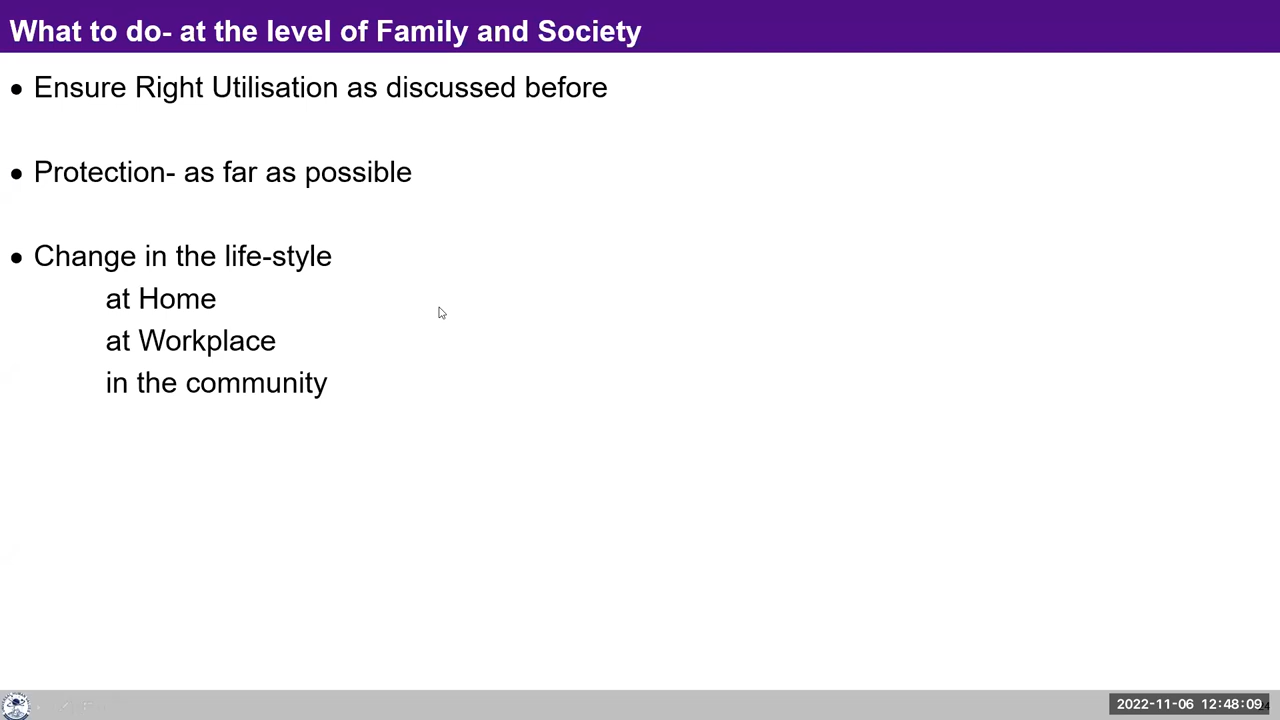 What to do- at the level of Family and Society
• Ensure Right Utilisation as discussed before
• Protection- as far as possible
• Change in the life-style
at Home
at Workplace
in the community
2022-11-06 12:48:09